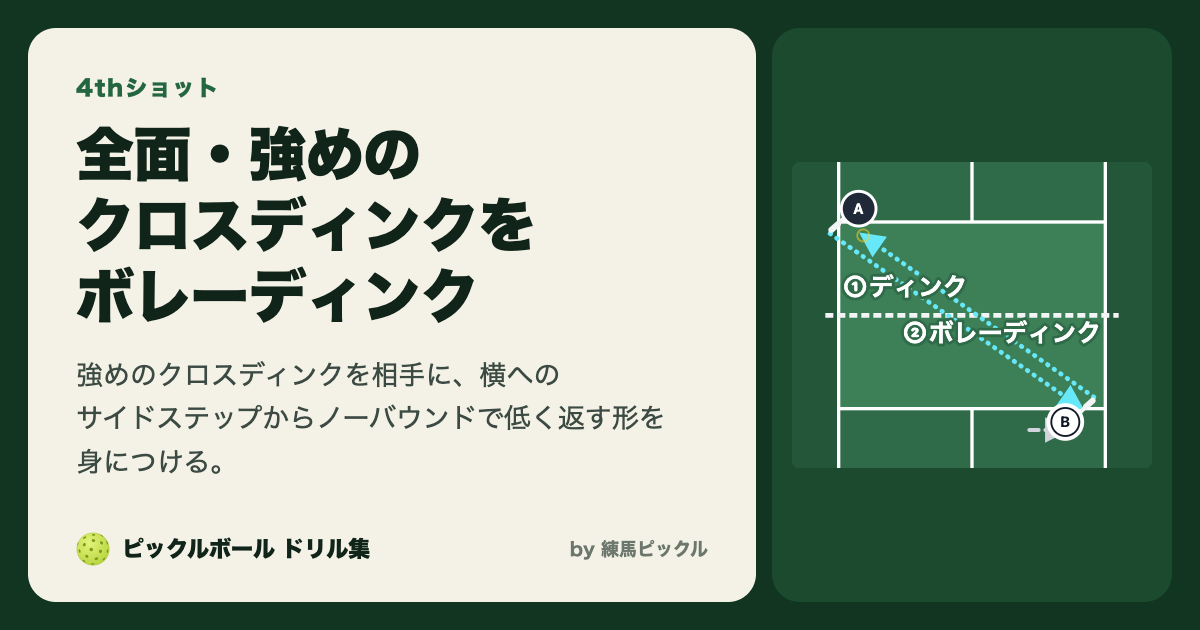 4thショット
全面・強めの
クロスディンクを
ボレーディンク
強めのクロスディンクを相手に、横への
サイドステップからノーバウンドで低く返す形を
身につける。
ピックルボール ドリル集
by 練馬ピックル
A
①ディンク
②ボレーディンク
B